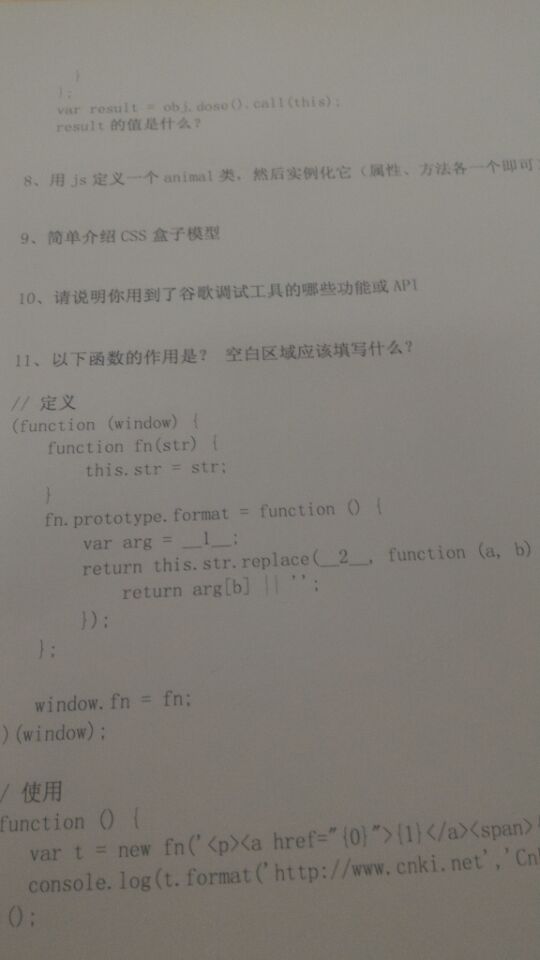 }
};
var result = obj.dose().call(this);
result 的值是什么？
8、用 js 定义一个 animal 类，然后实例化它（属性、方法各一个即可
9、简单介绍 CSS 盒子模型
10、请说明你用到了谷歌调试工具的哪些功能或 API
11、以下函数的作用是？ 空白区域应该填写什么？
// 定义
(function (window) {
function fn(str) {
this.str = str;
}
fn.prototype.format = function () {
var arg = __1__;
return this.str.replace(__2__, function (a, b)
return arg[b] || '';
});
};
window.fn = fn;
)(window);
/ 使用
function () {
var t = new fn('<p><a href="{0}">{1}</a><span>
console.log(t.format('http://www.cnki.net','Cn
();